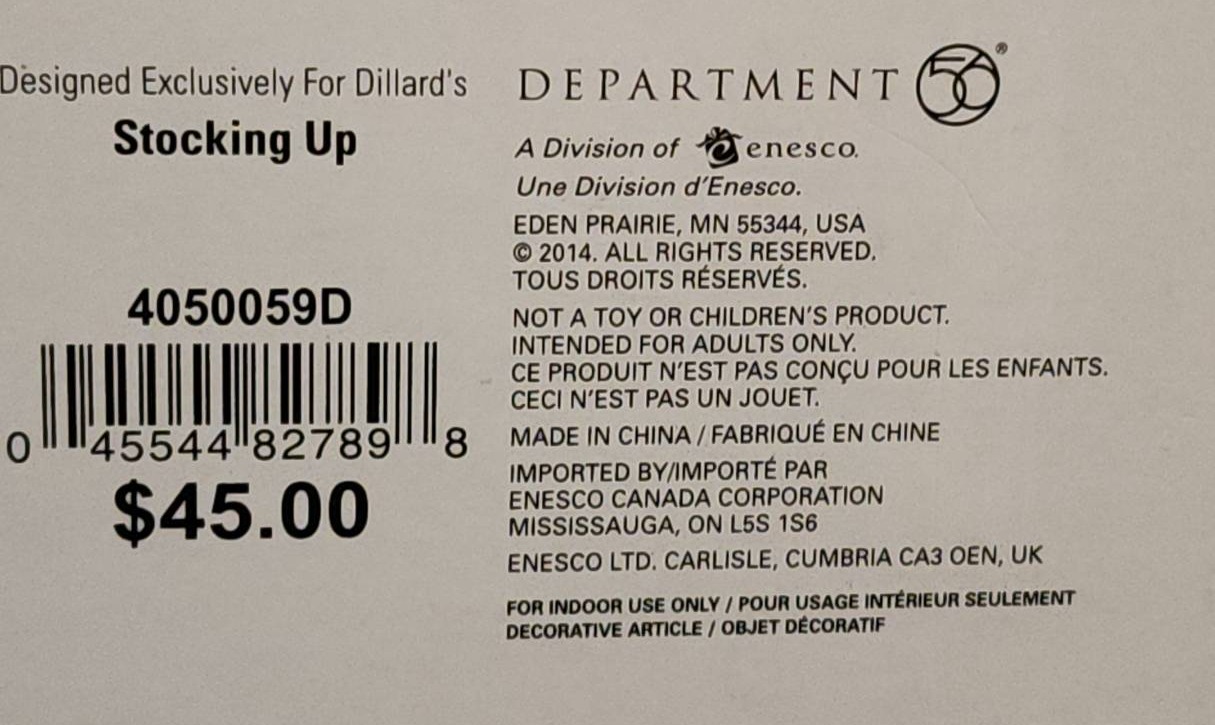 Designed Exclusively For Dillard's
Stocking Up
4050059D
0 45544 82789 8
$45.00
DEPARTMENT 56®
A Division of enesco.
Une Division d'Enesco.
EDEN PRAIRIE, MN 55344, USA
© 2014. ALL RIGHTS RESERVED.
TOUS DROITS RÉSERVÉS.
NOT A TOY OR CHILDREN'S PRODUCT.
INTENDED FOR ADULTS ONLY.
CE PRODUIT N'EST PAS CONÇU POUR LES ENFANTS.
CECI N'EST PAS UN JOUET.
MADE IN CHINA / FABRIQUÉ EN CHINE
IMPORTED BY/IMPORTÉ PAR
ENESCO CANADA CORPORATION
MISSISSAUGA, ON L5S 1S6
ENESCO LTD. CARLISLE, CUMBRIA CA3 OEN, UK
FOR INDOOR USE ONLY / POUR USAGE INTÉRIEUR SEULEMENT
DECORATIVE ARTICLE / OBJET DÉCORATIF